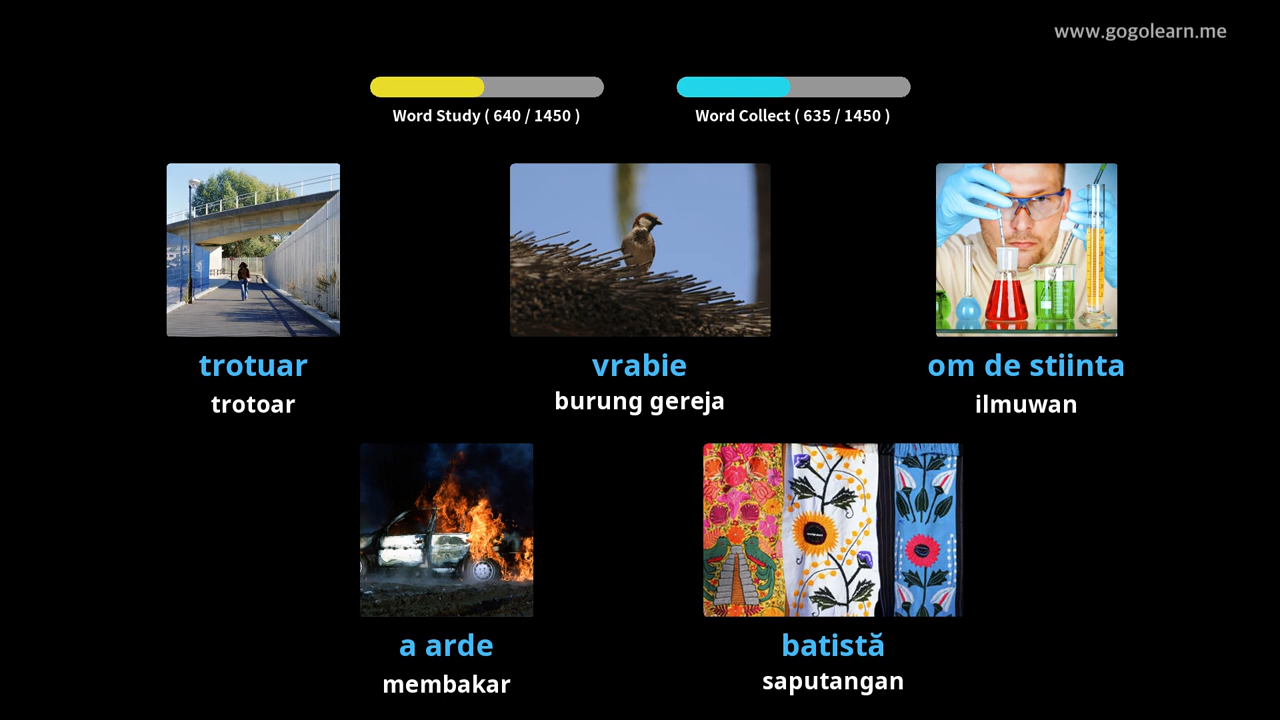 www.gogolearn.me
Word Study ( 640 / 1450 )
Word Collect ( 635 / 1450 )
trotuar
trotoar
vrabie
burung gereja
om de stiinta
ilmuwan
a arde
membakar
batistă
saputangan